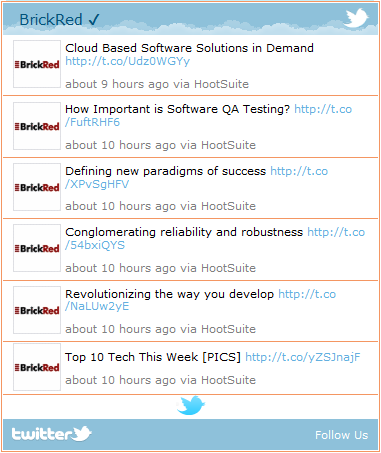 BrickRed ✓
BrickRed
Cloud Based Software Solutions in Demand
http://t.co/Udz0WGYy
about 9 hours ago via HootSuite
BrickRed
How Important is Software QA Testing? http://t.co
/FuftRHF6
about 10 hours ago via HootSuite
BrickRed
Defining new paradigms of success http://t.co
/XPvSgHFV
about 10 hours ago via HootSuite
BrickRed
Conglomerating reliability and robustness http://t.co
/54bxiQYS
about 10 hours ago via HootSuite
BrickRed
Revolutionizing the way you develop http://t.co
/NaLUw2yE
about 10 hours ago via HootSuite
BrickRed
Top 10 Tech This Week [PICS] http://t.co/yZSJnajF
about 10 hours ago via HootSuite
twitter
Follow Us